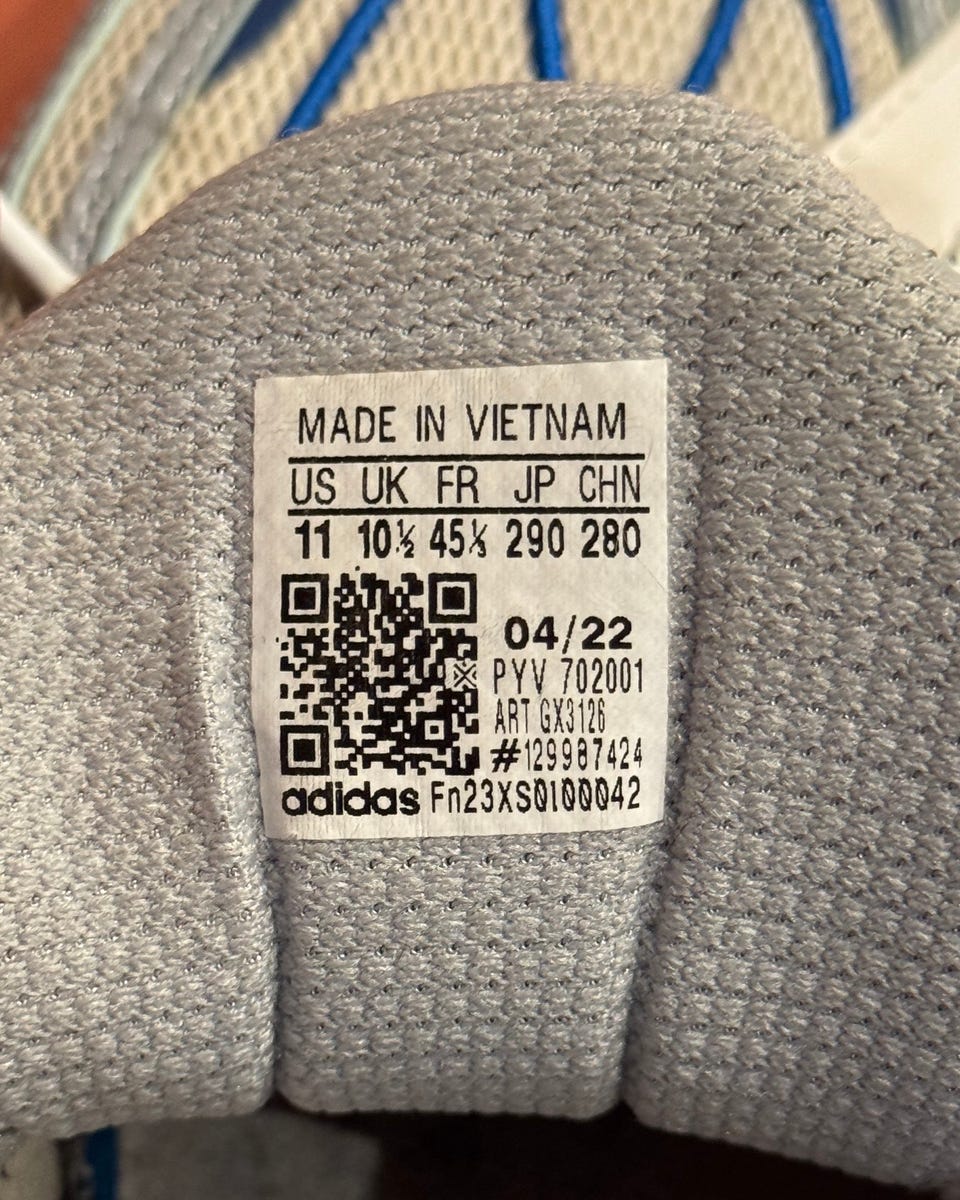 MADE IN VIETNAM
US UK FR JP CHN
11 10½ 45⅓ 290 280
04/22
PYV 702001
ART GX3126
#129987424
adidas Fn23XS0100042